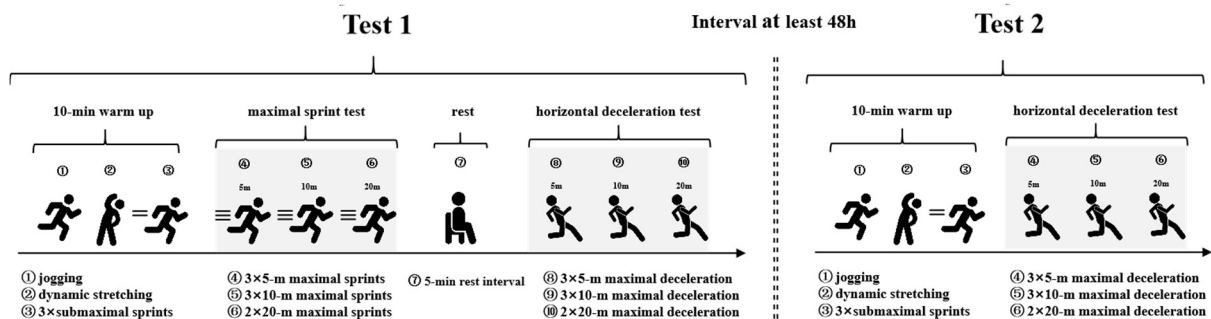 Test 1
Interval at least 48h
Test 2
10-min warm up
maximal sprint test
rest
horizontal deceleration test
10-min warm up
horizontal deceleration test
① ② ③ ④ ⑤ ⑥ ⑦ ⑧ ⑨ ⑩ ① ② ③ ④ ⑤ ⑥
5m 10m 20m 5m 10m 20m 5m 10m 20m
① jogging
② dynamic stretching
③ 3×submaximal sprints
④ 3×5-m maximal sprints
⑤ 3×10-m maximal sprints
⑥ 2×20-m maximal sprints
⑦ 5-min rest interval
⑧ 3×5-m maximal deceleration
⑨ 3×10-m maximal deceleration
⑩ 2×20-m maximal deceleration
① jogging
② dynamic stretching
③ 3×submaximal sprints
④ 3×5-m maximal deceleration
⑤ 3×10-m maximal deceleration
⑥ 2×20-m maximal deceleration